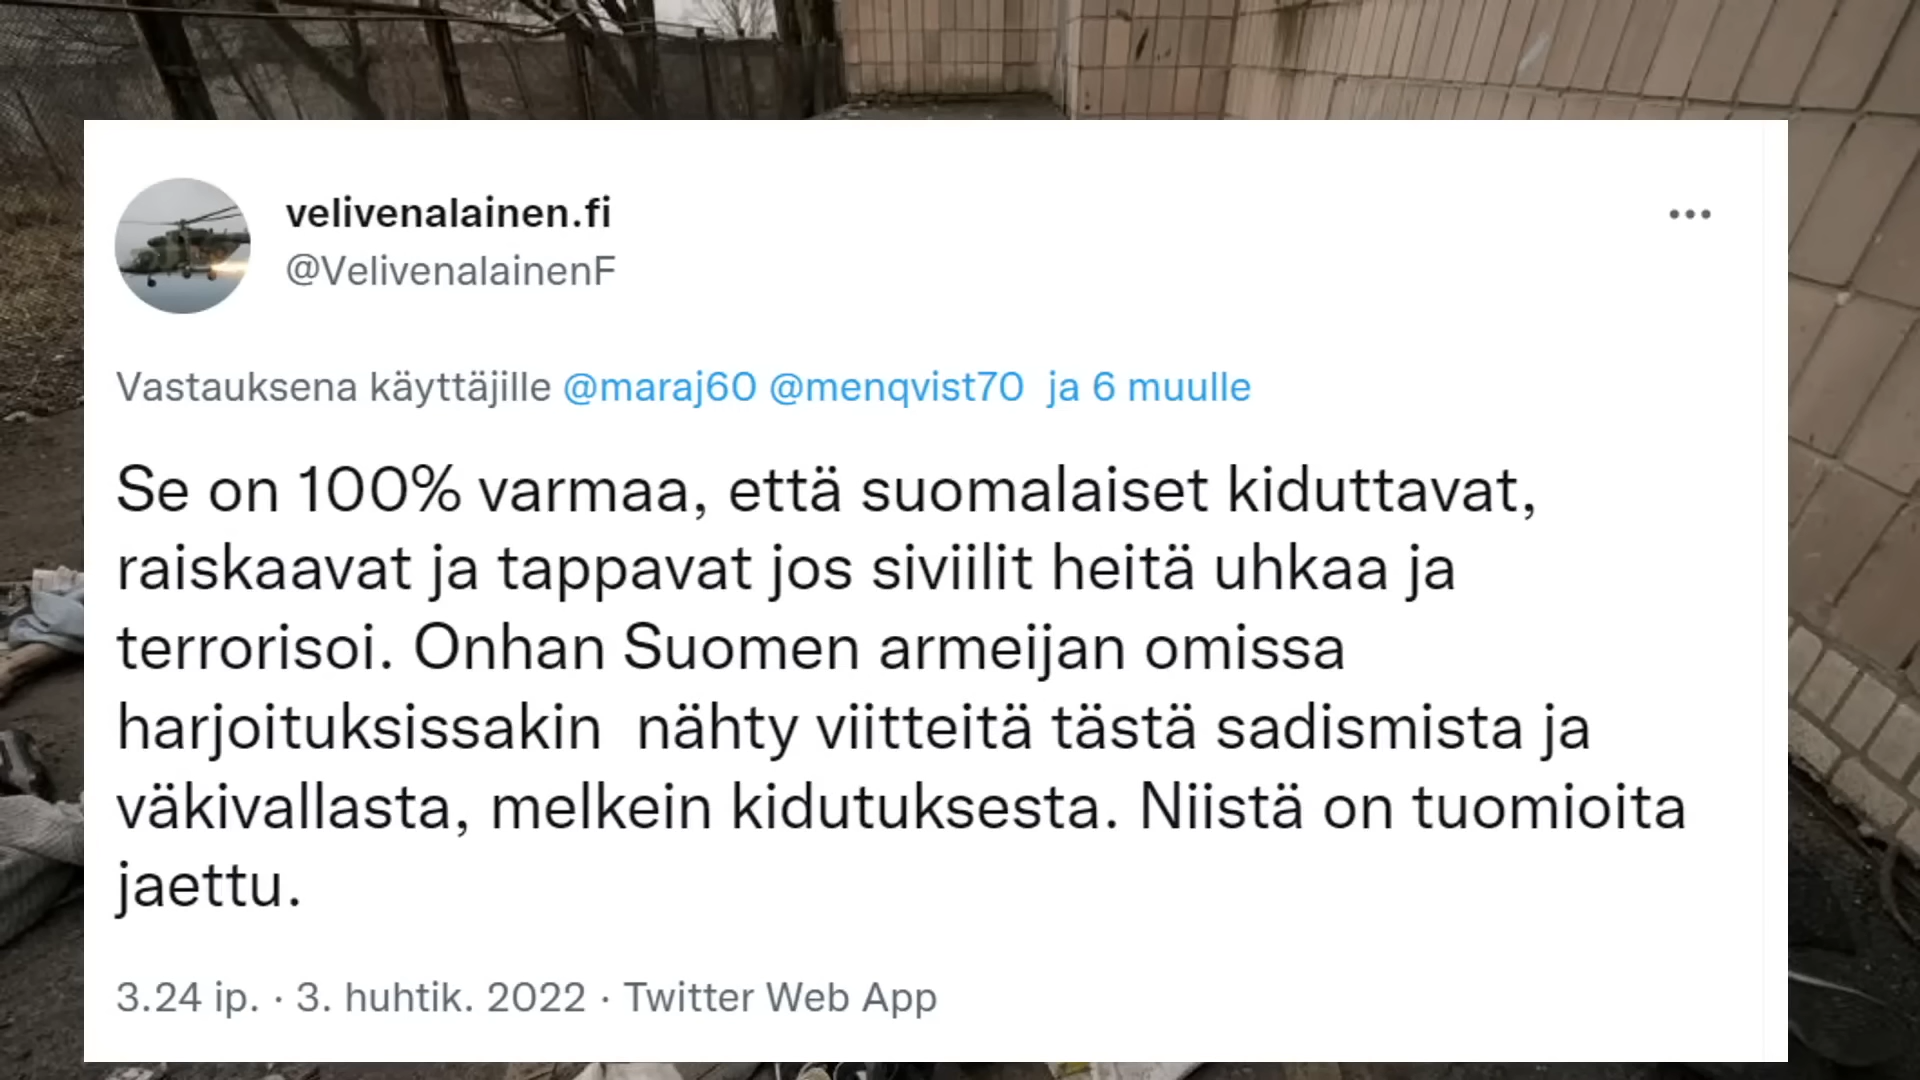 velivenalainen.fi
@VelivenalainenF
Vastauksena käyttäjille @maraj60 @menqvist70 ja 6 muulle
Se on 100% varmaa, että suomalaiset kiduttavat,
raiskaavat ja tappavat jos siviilit heitä uhkaa ja
terrorisoi. Onhan Suomen armeijan omissa
harjoituksissakin nähty viitteitä tästä sadismista ja
väkivallasta, melkein kidutuksesta. Niistä on tuomioita
jaettu.
3.24 ip. · 3. huhtik. 2022 · Twitter Web App